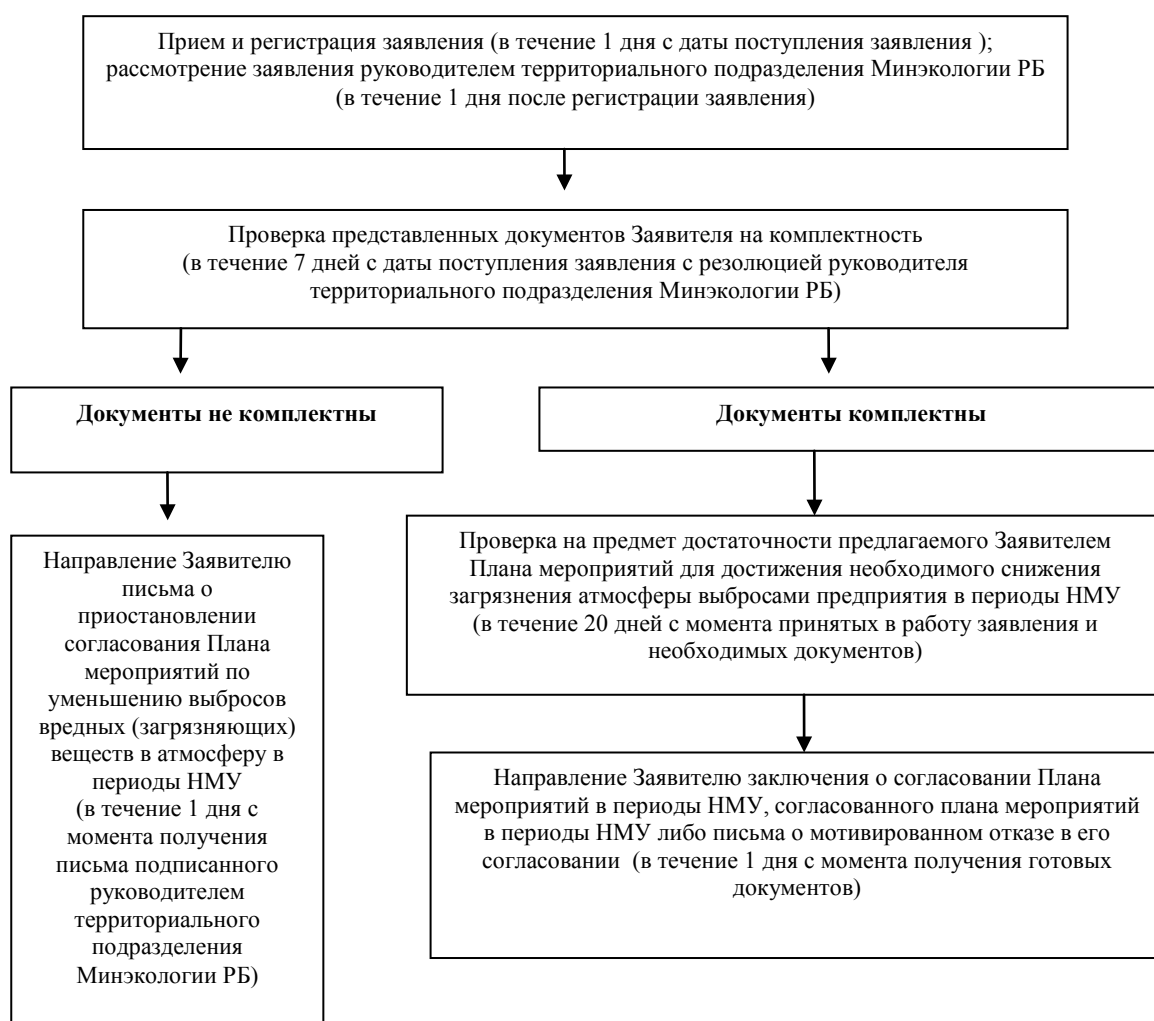 Прием и регистрация заявления (в течение 1 дня с даты поступления заявления );
рассмотрение заявления руководителем территориального подразделения Минэкологии РБ
(в течение 1 дня после регистрации заявления)
Проверка представленных документов Заявителя на комплектность
(в течение 7 дней с даты поступления заявления с резолюцией руководителя
территориального подразделения Минэкологии РБ)
Документы не комплектны
Документы комплектны
Направление Заявителю
письма о
приостановлении
согласования Плана
мероприятий по
уменьшению выбросов
вредных (загрязняющих)
веществ в атмосферу в
периоды НМУ
(в течение 1 дня с
момента получения
письма подписанного
руководителем
территориального
подразделения
Минэкологии РБ)
Проверка на предмет достаточности предлагаемого Заявителем
Плана мероприятий для достижения необходимого снижения
загрязнения атмосферы выбросами предприятия в периоды НМУ
(в течение 20 дней с момента принятых в работу заявления и
необходимых документов)
Направление Заявителю заключения о согласовании Плана
мероприятий в периоды НМУ, согласованного плана мероприятий
в периоды НМУ либо письма о мотивированном отказе в его
согласовании (в течение 1 дня с момента получения готовых
документов)